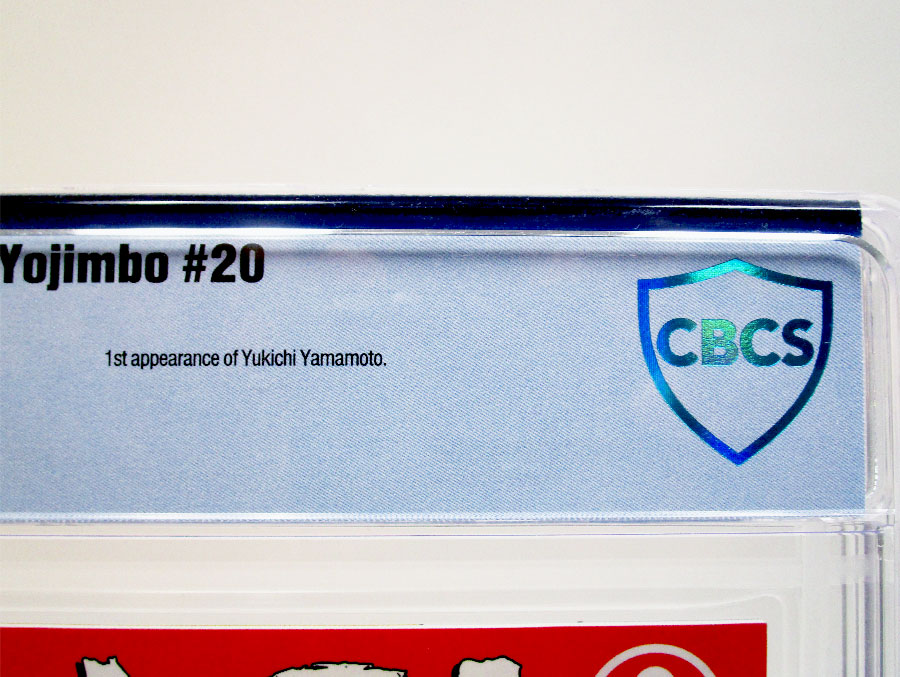 Yojimbo #20
1st appearance of Yukichi Yamamoto.
CBCS